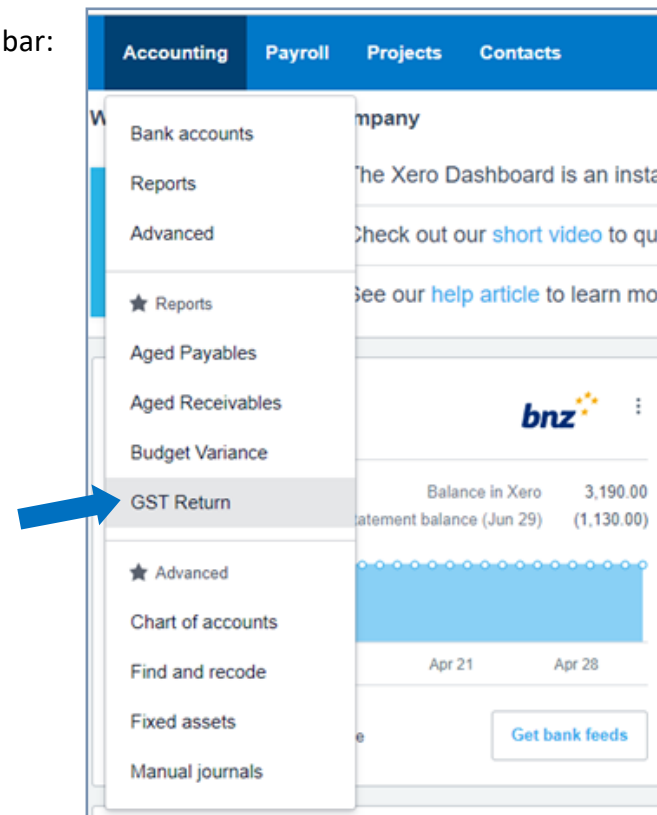 bar:
Accounting Payroll Projects Contacts
mpany
Bank accounts
Reports
The Xero Dashboard is an insta
Advanced
Check out our short video to qu
Reports
See our help article to learn mo
Aged Payables
Aged Receivables
bnz
Budget Variance
GST Return
Balance in Xero 3,190.00
tatement balance (Jun 29) (1,130.00)
Advanced
Chart of accounts
Find and recode
Apr 21 Apr 28
Fixed assets
e
Get bank feeds
Manual journals